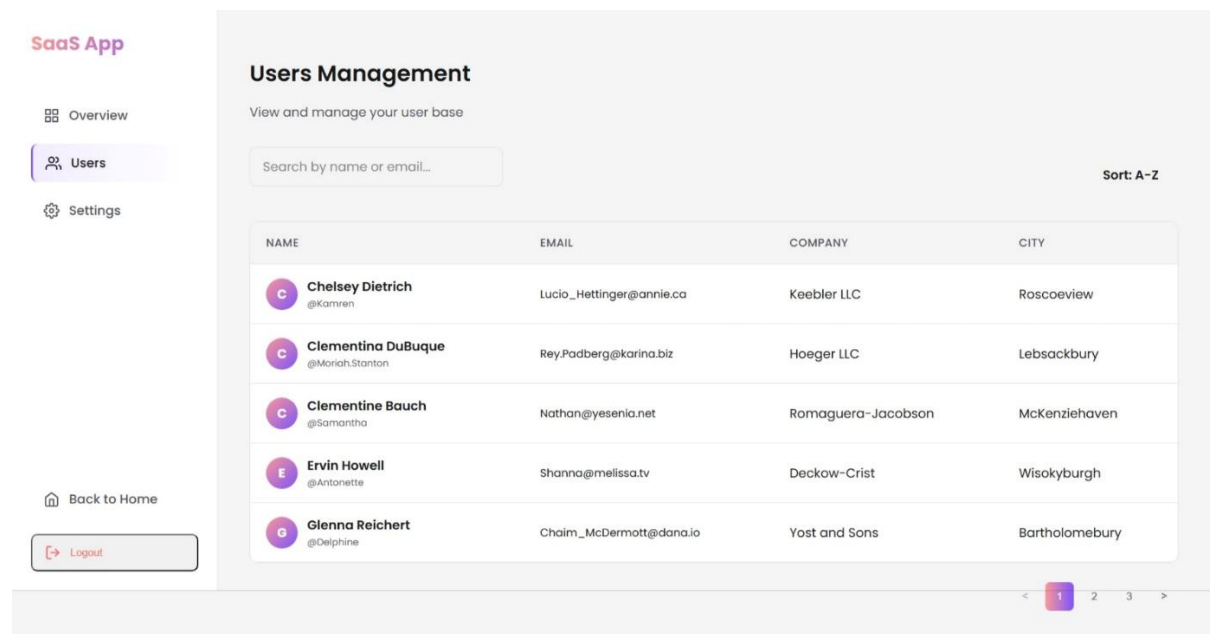 SaaS App
Overview
Users
Settings
Back to Home
Logout
Users Management
View and manage your user base
Search by name or email...
Sort: A-Z
NAME EMAIL COMPANY CITY
C Chelsey Dietrich Lucio_Hettinger@annie.ca Keebler LLC Roscoeview
@Kamren
C Clementina DuBuque Rey.Padberg@karina.biz Hoeger LLC Lebsackbury
@Moriah.Stanton
C Clementine Bauch Nathan@yesenia.net Romaguera-Jacobson McKenziehaven
@Samantha
E Ervin Howell Shanna@melissa.tv Deckow-Crist Wisokyburgh
@Antonette
G Glenna Reichert Chaim_McDermott@dana.io Yost and Sons Bartholomebury
@Delphine
< 1 2 3 >